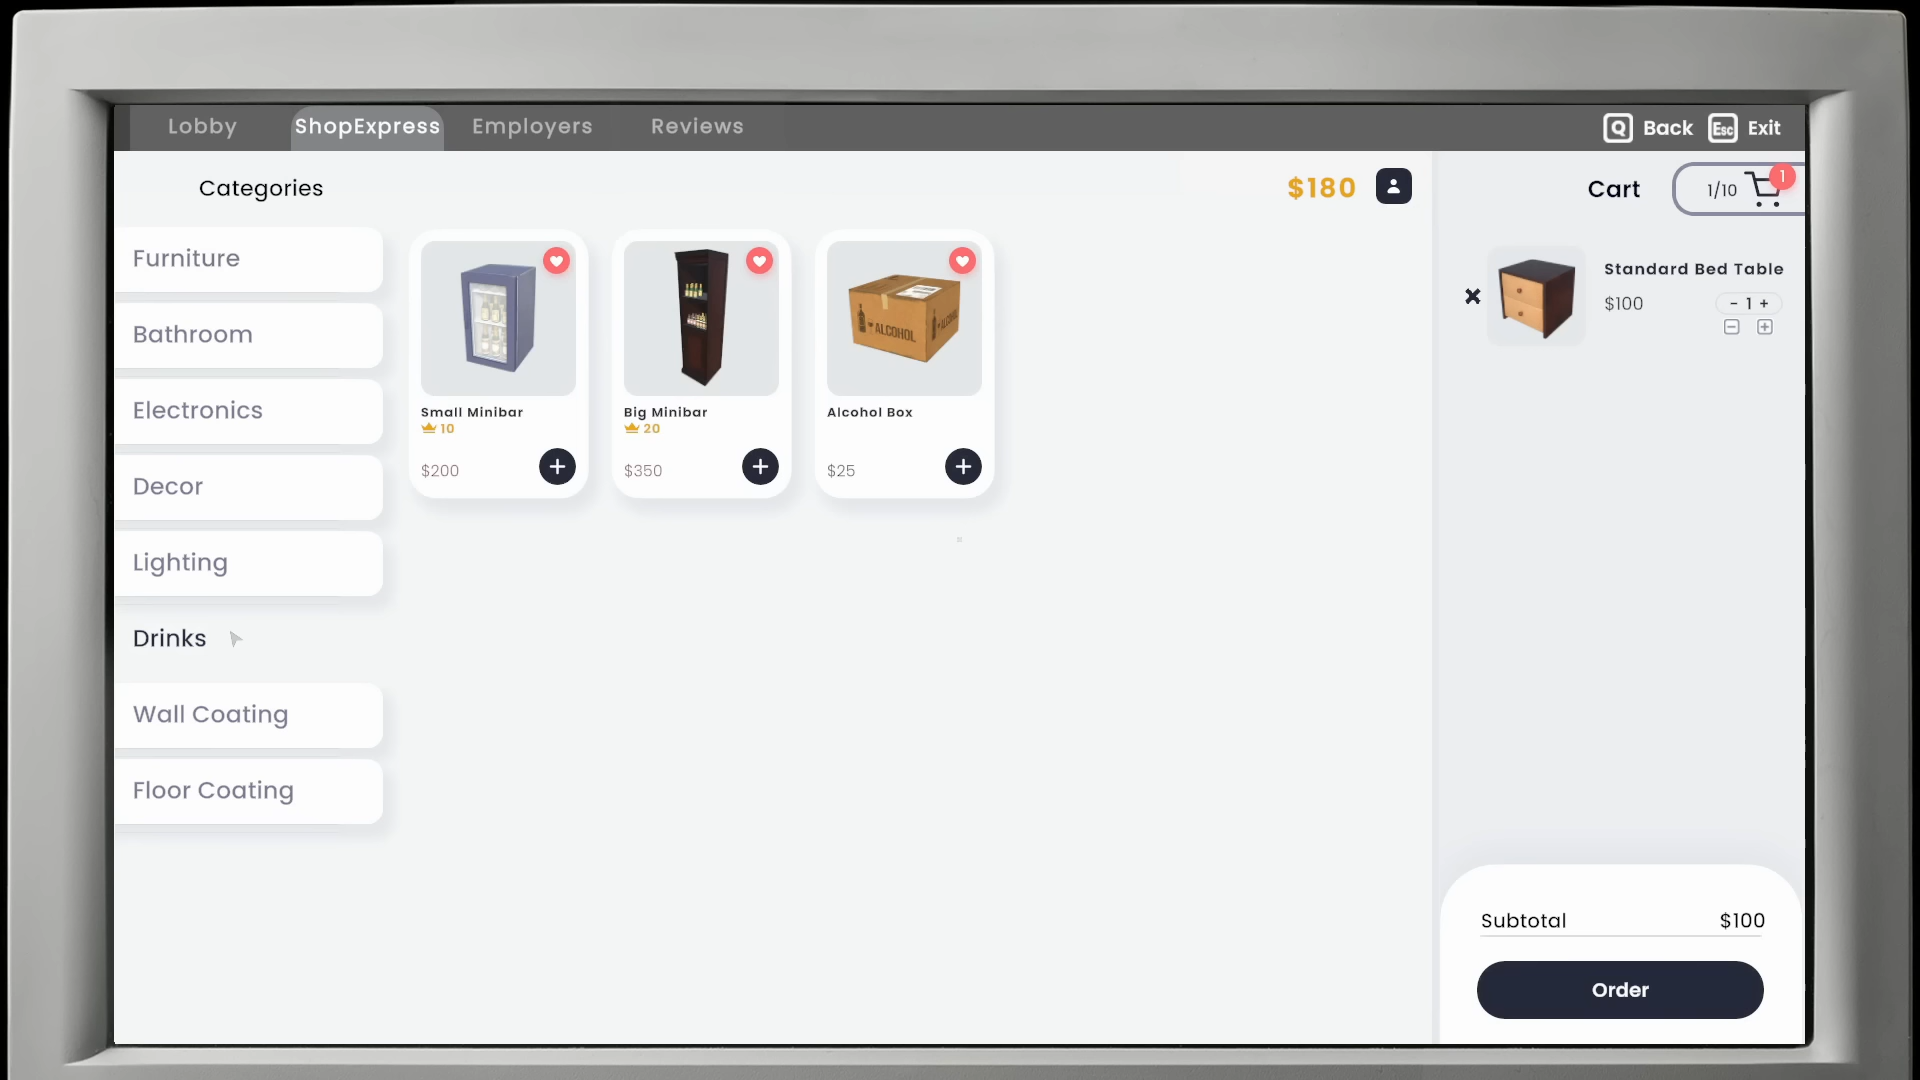 Lobby
ShopExpress
Employers
Reviews
Q Back
Esc Exit
Categories
$180
Cart
1/10
1
Furniture
Bathroom
Electronics
Decor
Lighting
Drinks
Wall Coating
Floor Coating
Small Minibar
10
$200
+
Big Minibar
20
$350
+
ALCOHOL
ALCOHOL
Alcohol Box
$25
+
Standard Bed Table
$100
- 1 +
Subtotal
$100
Order